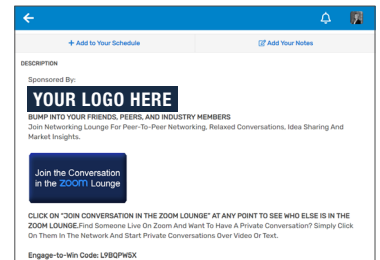 + Add to Your Schedule
Add Your Notes
DESCRIPTION
Sponsored By:
YOUR LOGO HERE
BUMP INTO YOUR FRIENDS, PEERS, AND INDUSTRY MEMBERS
Join Networking Lounge For Peer-To-Peer Networking, Relaxed Conversations, Idea Sharing And
Market Insights.
Join the Conversation
in the zoom Lounge
CLICK ON "JOIN CONVERSATION IN THE ZOOM LOUNGE" AT ANY POINT TO SEE WHO ELSE IS IN THE
ZOOM LOUNGE.Find Someone Live On Zoom And Want To Have A Private Conversation? Simply Click
On Them In The Network And Start Private Conversations Over Video Or Text.
Engage-to-Win Code: L9BQPW5X